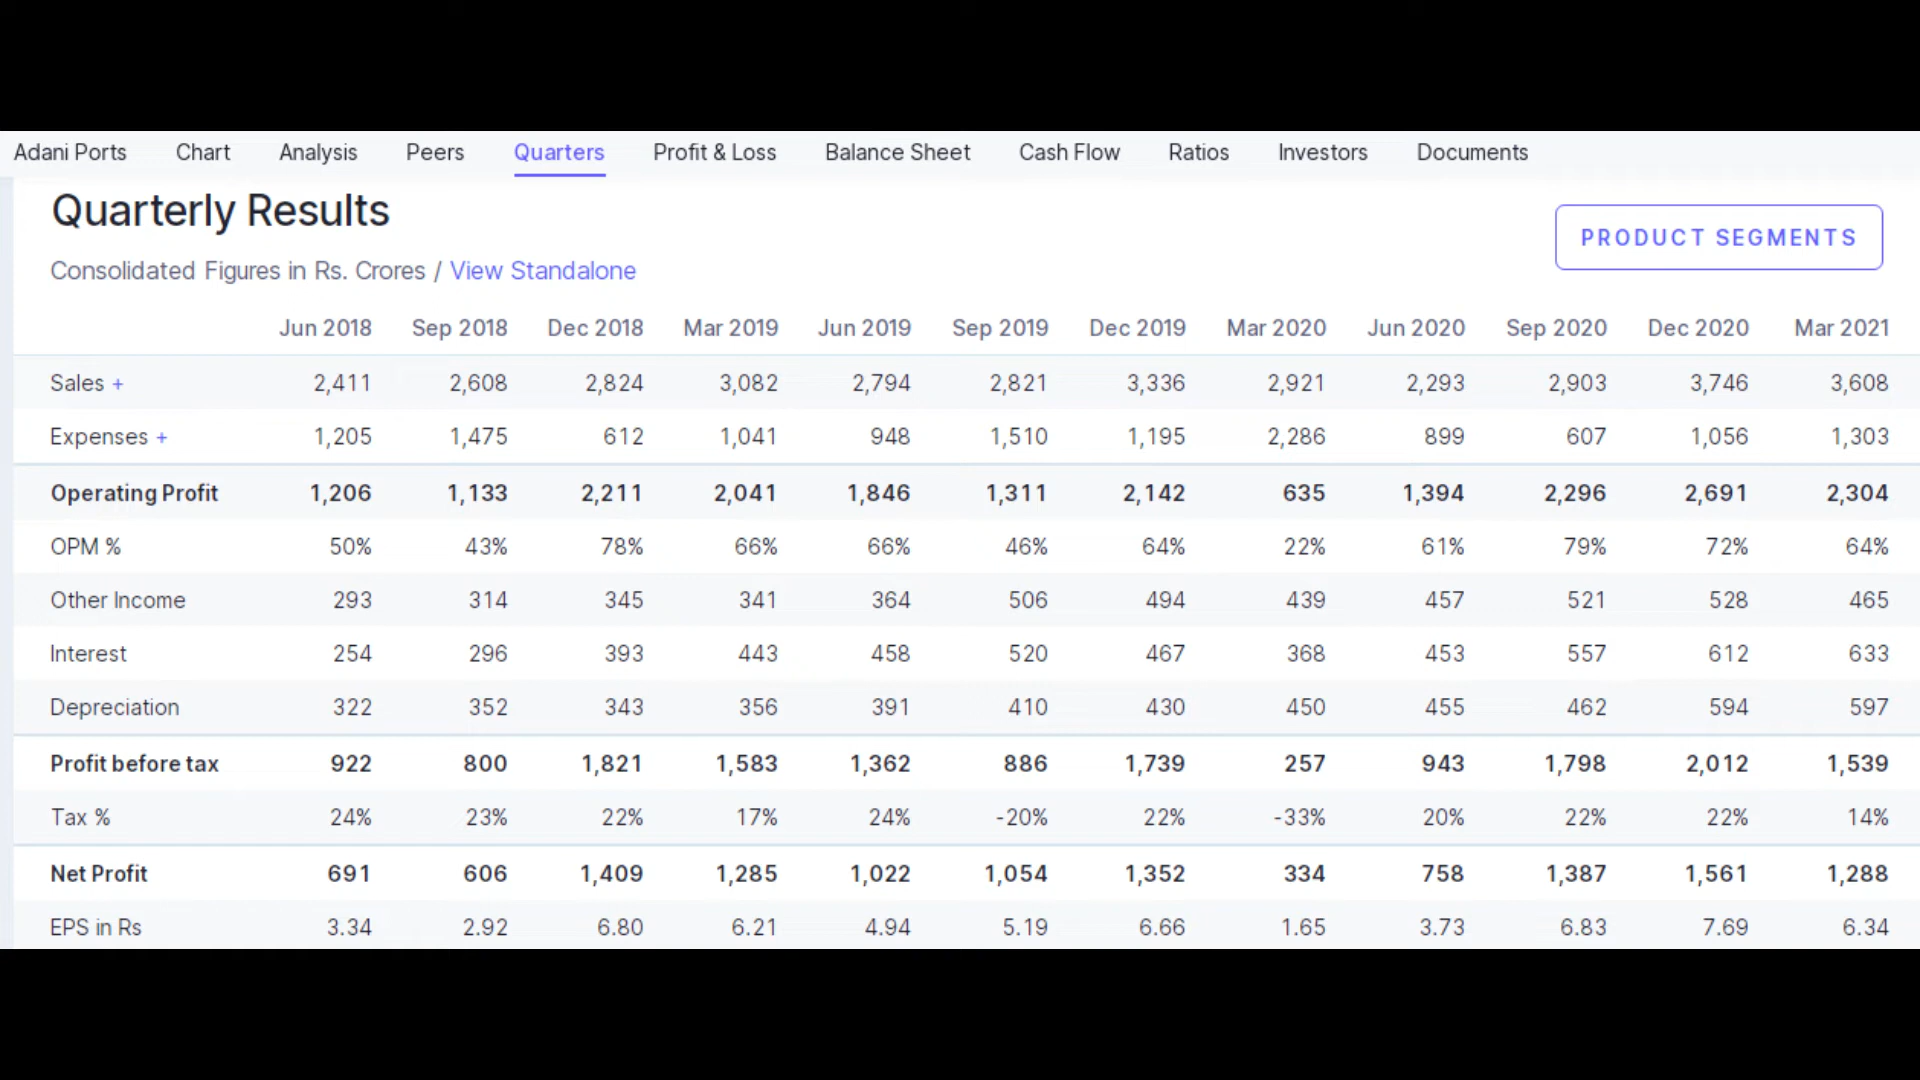 Adani Ports Chart Analysis Peers Quarters Profit & Loss Balance Sheet Cash Flow Ratios Investors Documents
Quarterly Results
PRODUCT SEGMENTS
Consolidated Figures in Rs. Crores / View Standalone
Jun 2018 Sep 2018 Dec 2018 Mar 2019 Jun 2019 Sep 2019 Dec 2019 Mar 2020 Jun 2020 Sep 2020 Dec 2020 Mar 2021
Sales + 2,411 2,608 2,824 3,082 2,794 2,821 3,336 2,921 2,293 2,903 3,746 3,608
Expenses + 1,205 1,475 612 1,041 948 1,510 1,195 2,286 899 607 1,056 1,303
Operating Profit 1,206 1,133 2,211 2,041 1,846 1,311 2,142 635 1,394 2,296 2,691 2,304
OPM % 50% 43% 78% 66% 66% 46% 64% 22% 61% 79% 72% 64%
Other Income 293 314 345 341 364 506 494 439 457 521 528 465
Interest 254 296 393 443 458 520 467 368 453 557 612 633
Depreciation 322 352 343 356 391 410 430 450 455 462 594 597
Profit before tax 922 800 1,821 1,583 1,362 886 1,739 257 943 1,798 2,012 1,539
Tax % 24% 23% 22% 17% 24% -20% 22% -33% 20% 22% 22% 14%
Net Profit 691 606 1,409 1,285 1,022 1,054 1,352 334 758 1,387 1,561 1,288
EPS in Rs 3.34 2.92 6.80 6.21 4.94 5.19 6.66 1.65 3.73 6.83 7.69 6.34